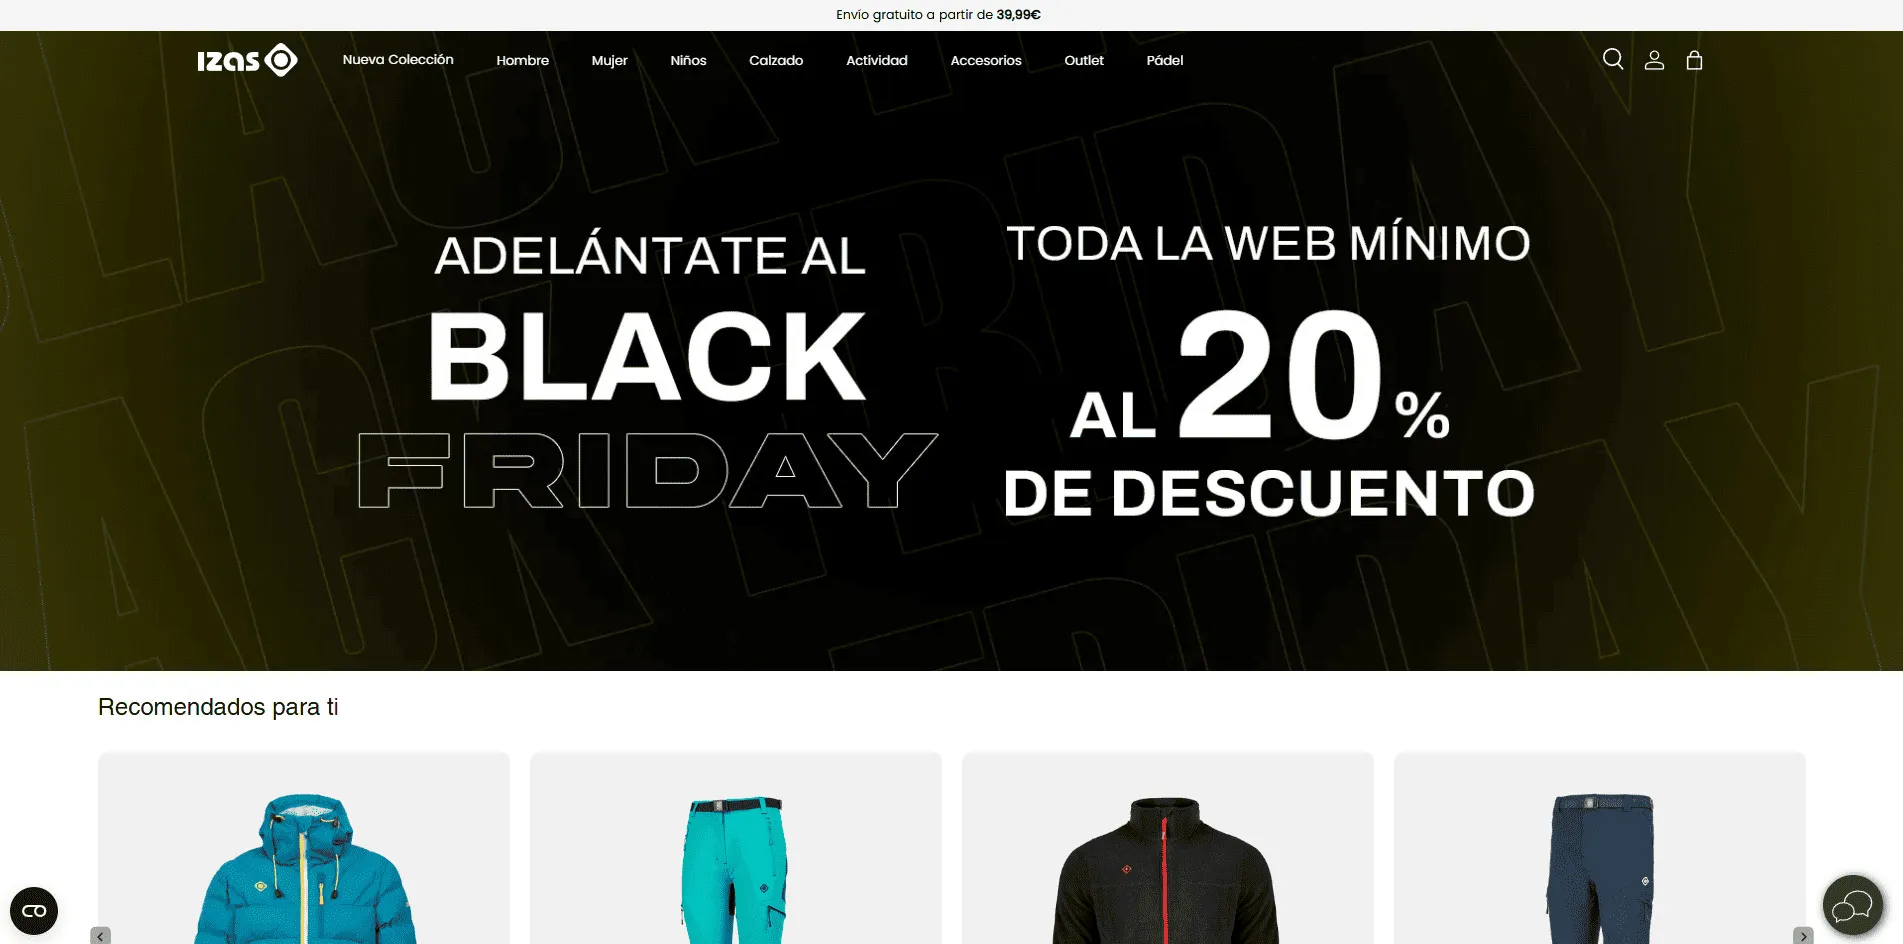 Envío gratuito a partir de 39,99€
IZAS
Nueva Colección Hombre Mujer Niños Calzado Actividad Accesorios Outlet Pádel
ADELÁNTATE AL
BLACK
FRIDAY
TODA LA WEB MÍNIMO
AL 20%
DE DESCUENTO
Recomendados para ti